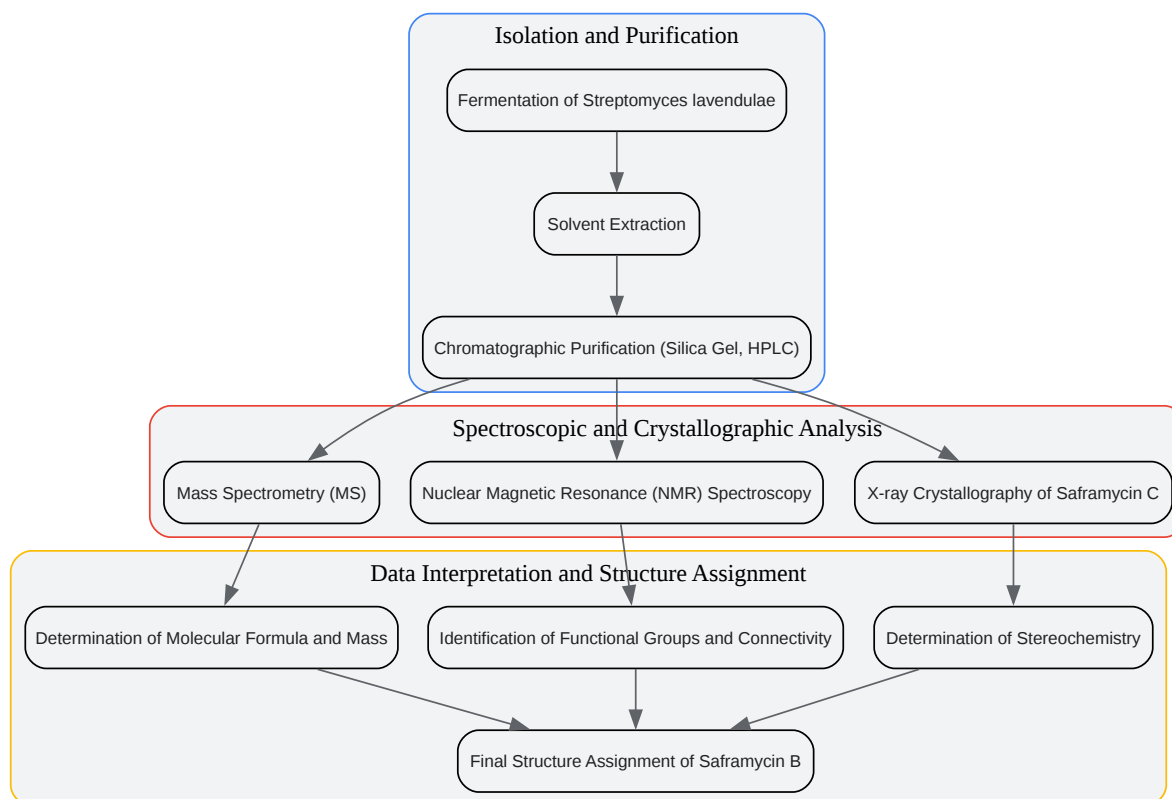 Isolation and Purification
Fermentation of Streptomyces lavendulae
Solvent Extraction
Chromatographic Purification (Silica Gel, HPLC)
Spectroscopic and Crystallographic Analysis
Mass Spectrometry (MS)
Nuclear Magnetic Resonance (NMR) Spectroscopy
X-ray Crystallography of Saframycin C
Data Interpretation and Structure Assignment
Determination of Molecular Formula and Mass
Identification of Functional Groups and Connectivity
Determination of Stereochemistry
Final Structure Assignment of Saframycin B